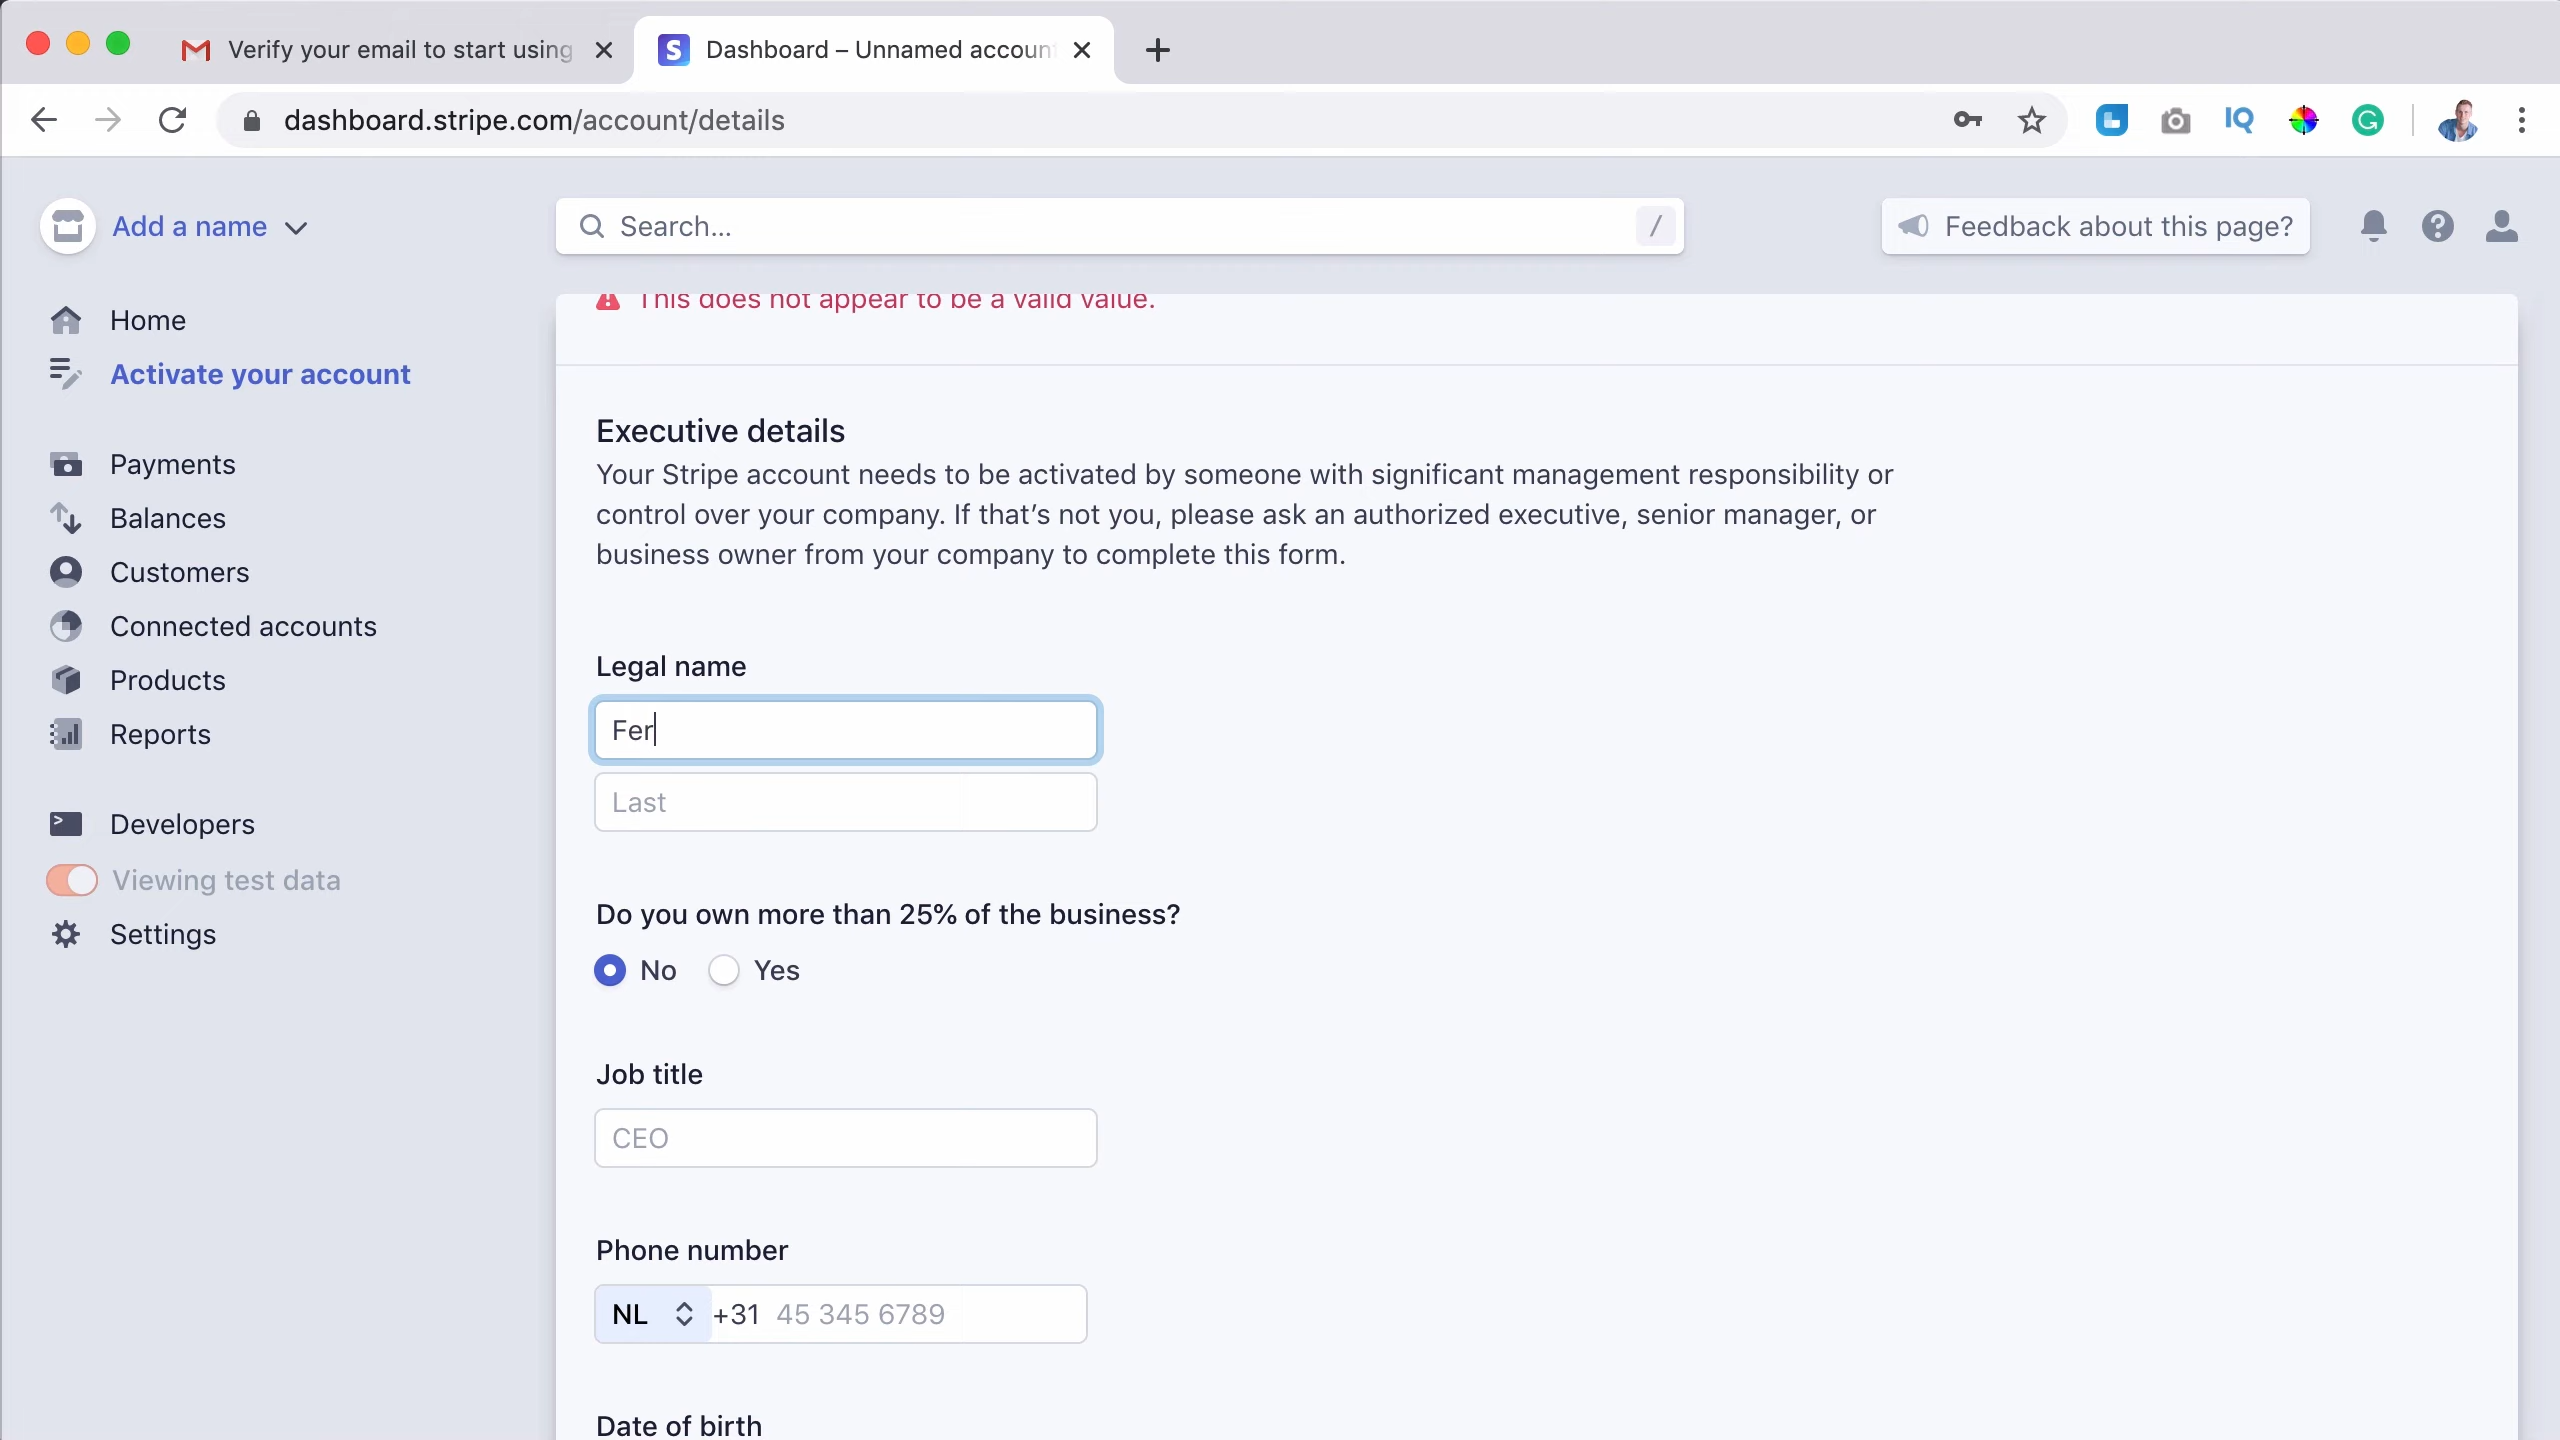 Verify your email to start using
Dashboard – Unnamed accoun
dashboard.stripe.com/account/details
IQ
Add a name
Search...
/
Feedback about this page?
Home
Activate your account
Payments
Balances
Customers
Connected accounts
Products
Reports
Developers
Viewing test data
Settings
This does not appear to be a valid value.
Executive details
Your Stripe account needs to be activated by someone with significant management responsibility or
control over your company. If that’s not you, please ask an authorized executive, senior manager, or
business owner from your company to complete this form.
Legal name
Fer
Last
Do you own more than 25% of the business?
No Yes
Job title
CEO
Phone number
NL +31 45 345 6789
Date of birth